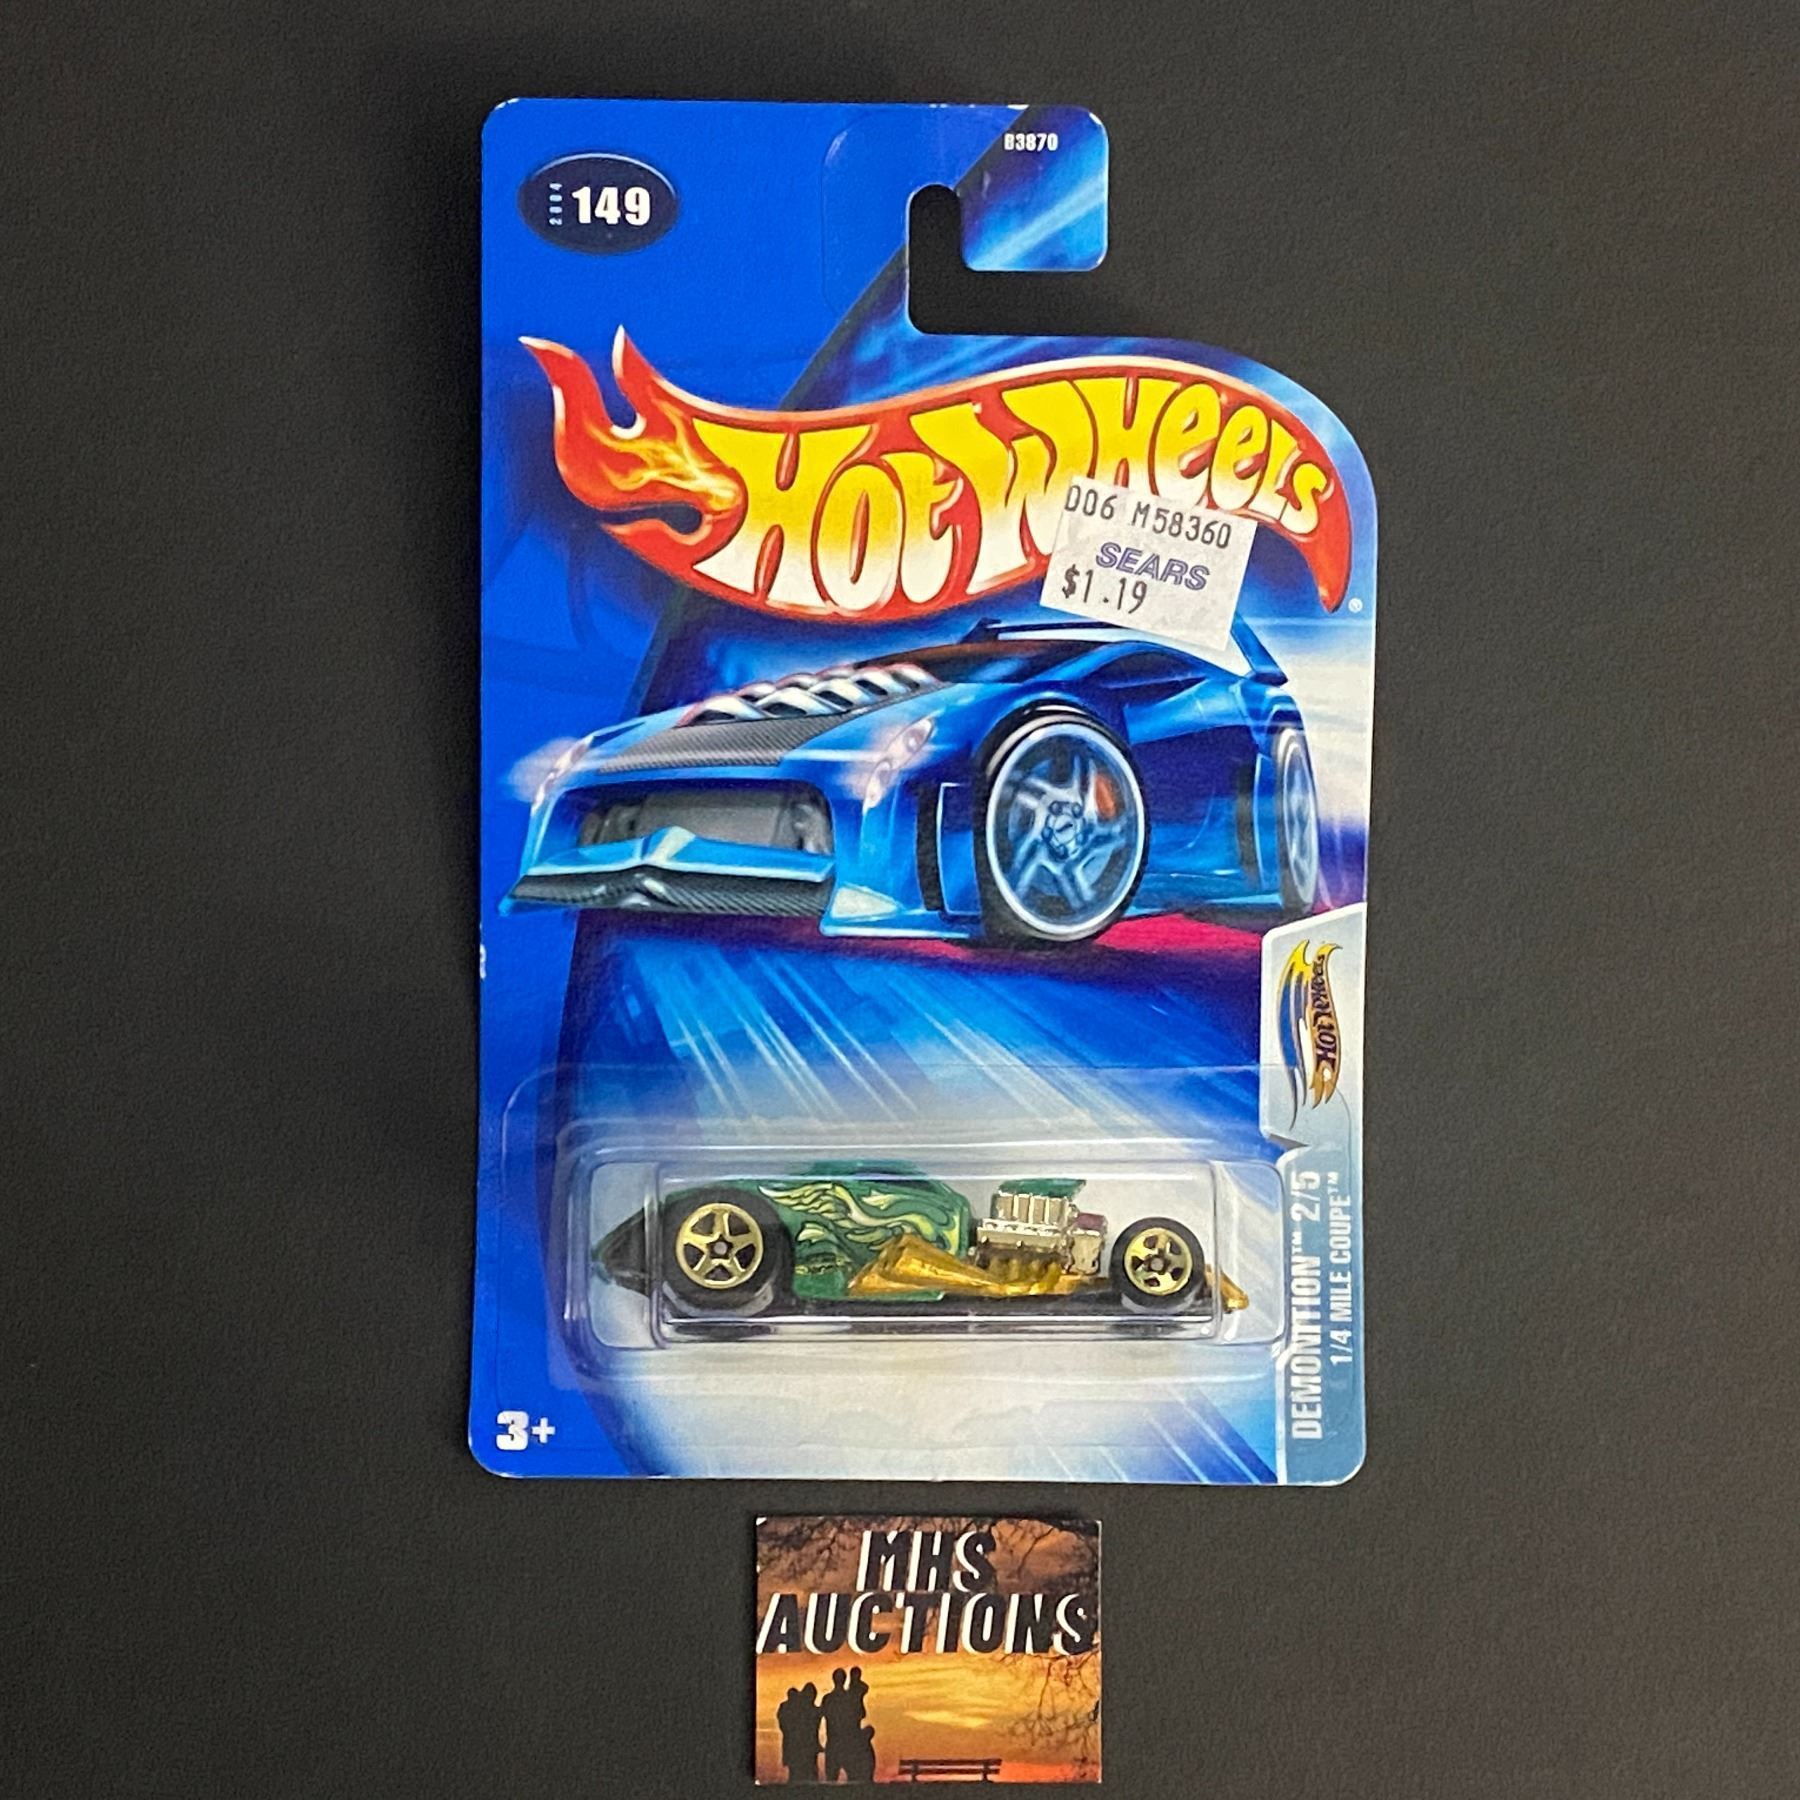 B3870
2004 149
HOT WHEELS
®
D06 M58360
SEARS
$1.19
HOT WHEELS
DEMONITION™ 2/5
1/4 MILE COUPE™
3+
MHS
AUCTIONS